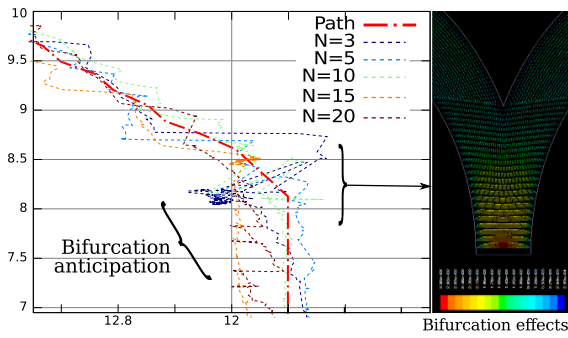 10
9.5
9
8.5
8
7.5
7
12.8
12
Path
N=3
N=5
N=10
N=15
N=20
Bifurcation
anticipation
Bifurcation effects